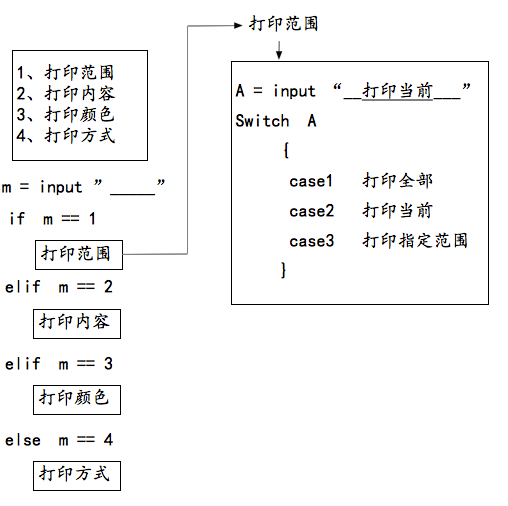 1、打印范围
2、打印内容
3、打印颜色
4、打印方式
m = input ” _____ ”
if m == 1
打印范围
elif m == 2
打印内容
elif m == 3
打印颜色
else m == 4
打印方式
打印范围
A = input “__打印当前___”
Switch A
{
case1 打印全部
case2 打印当前
case3 打印指定范围
}